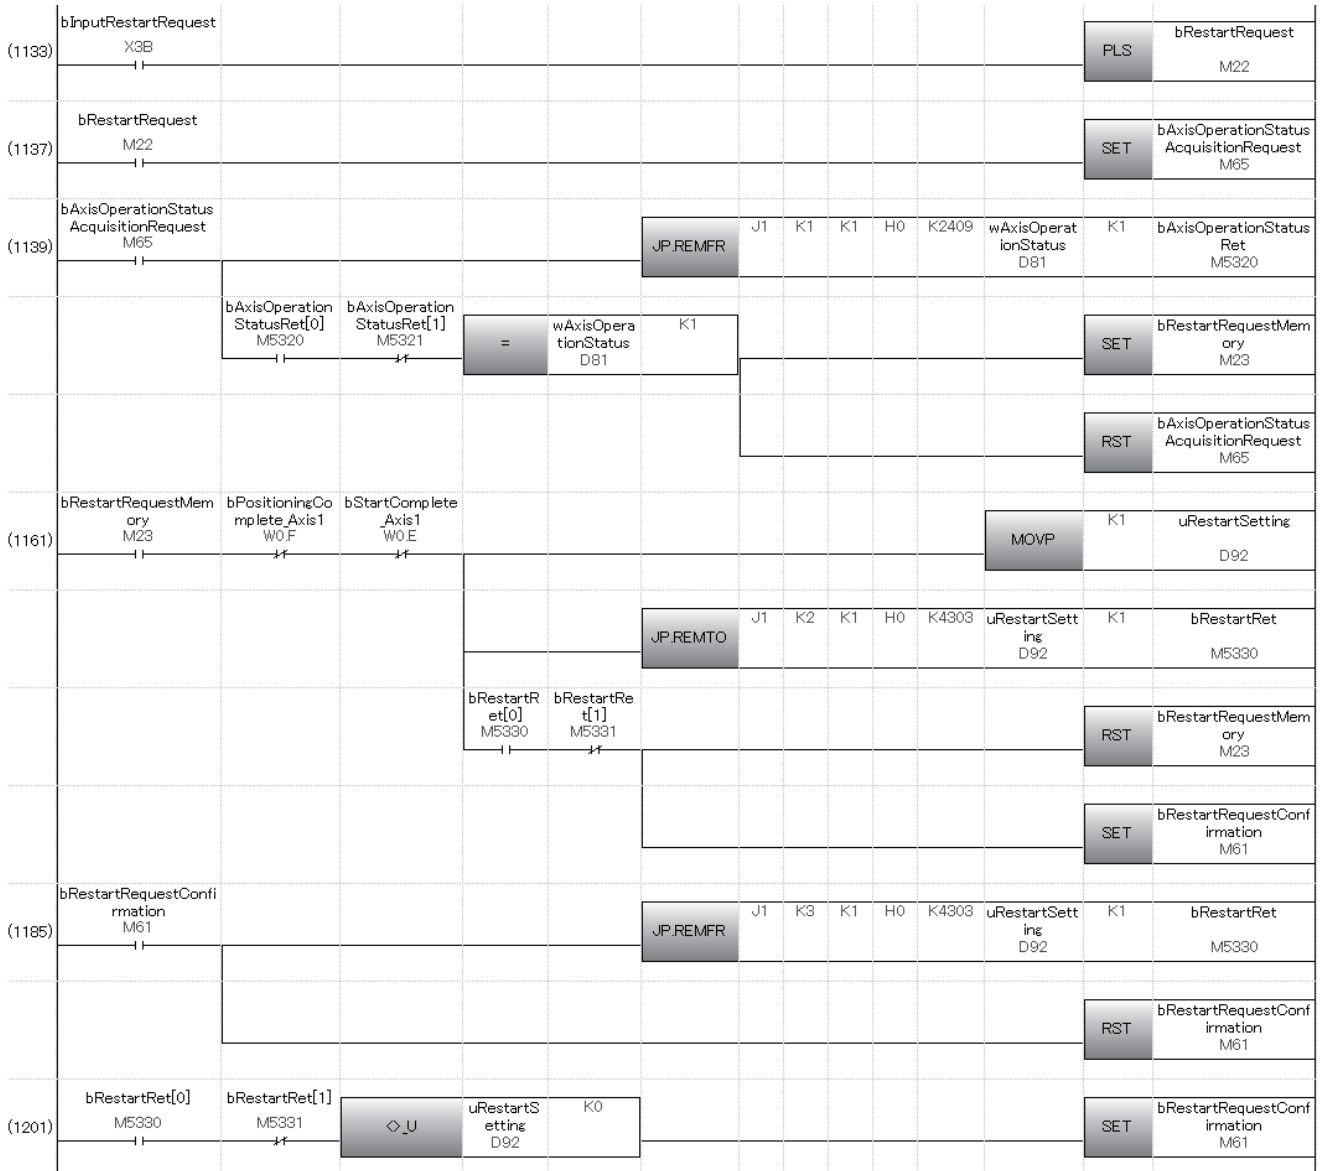 bInputRestartRequest
X3B
(1133)
PLS
bRestartRequest
M22
bRestartRequest
M22
(1137)
SET
bAxisOperationStatus
AcquisitionRequest
M65
bAxisOperationStatus
AcquisitionRequest
M65
(1139)
JP.REMFR
J1
K1
K1
H0
K2409
wAxisOperat
ionStatus
D81
K1
bAxisOperationStatus
Ret
M5320
bAxisOperation
StatusRet[0]
M5320
bAxisOperation
StatusRet[1]
M5321
=
wAxisOpera
tionStatus
D81
K1
SET
bRestartRequestMem
ory
M23
RST
bAxisOperationStatus
AcquisitionRequest
M65
bRestartRequestMem
ory
M23
bPositioningCo
mplete_Axis1
W0.F
bStartComplete
_Axis1
W0.E
(1161)
MOVP
K1
uRestartSetting
D92
JP.REMTO
J1
K2
K1
H0
K4303
uRestartSett
ing
D92
K1
bRestartRet
M5330
bRestartR
et[0]
M5330
bRestartRe
t[1]
M5331
RST
bRestartRequestMem
ory
M23
SET
bRestartRequestConf
irmation
M61
bRestartRequestConfi
rmation
M61
(1185)
JP.REMFR
J1
K3
K1
H0
K4303
uRestartSett
ing
D92
K1
bRestartRet
M5330
RST
bRestartRequestConf
irmation
M61
bRestartRet[0]
M5330
bRestartRet[1]
M5331
(1201)
<>_U
uRestartS
etting
D92
K0
SET
bRestartRequestConf
irmation
M61